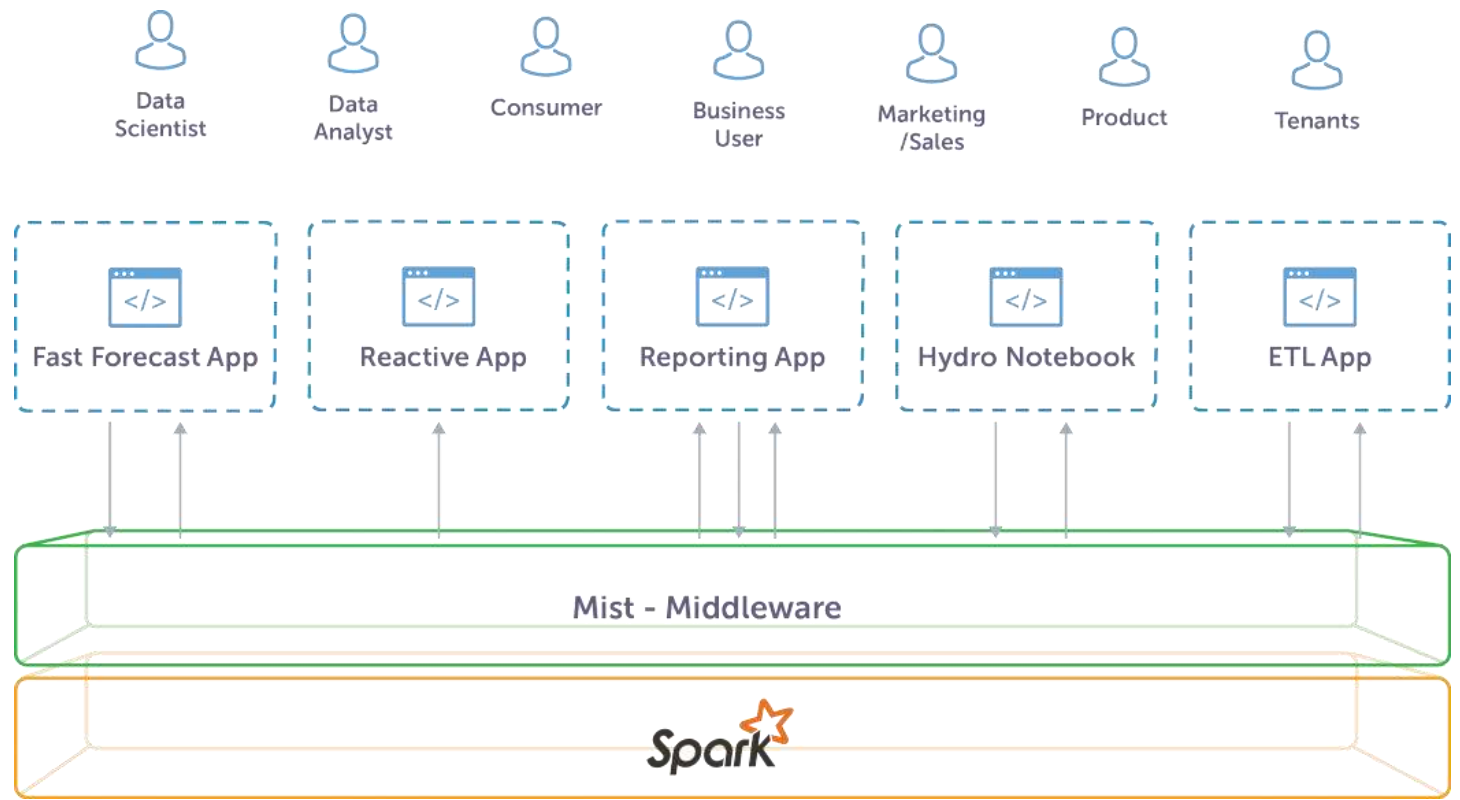 Data
Scientist
Data
Analyst
Consumer
Business
User
Marketing
/Sales
Product
Tenants
</>
</>
</>
</>
</>
Fast Forecast App
Reactive App
Reporting App
Hydro Notebook
ETL App
Mist - Middleware
Spark